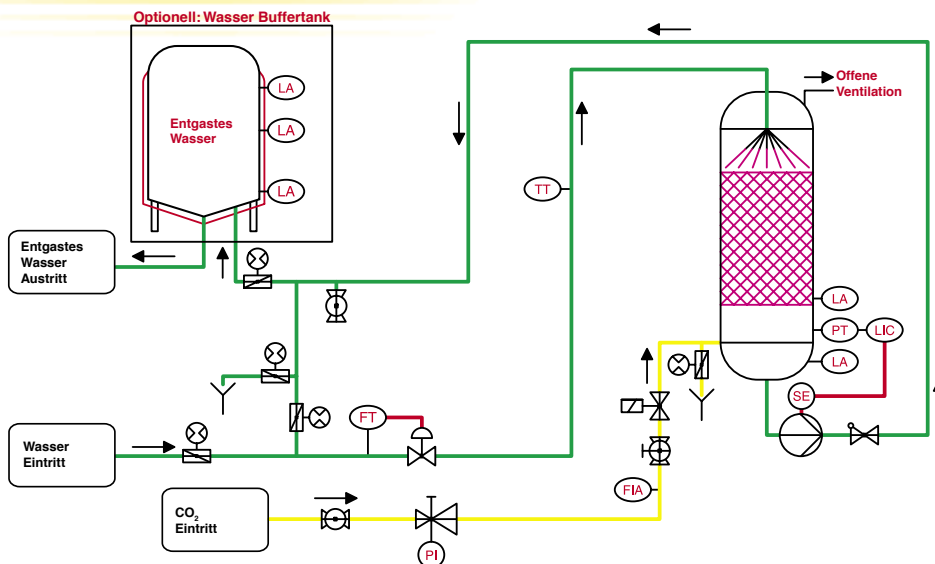 Optionell: Wasser Buffertank
Offene
Ventilation
LA
Entgastes
Wasser
LA
LA
TT
Entgastes
Wasser
Austritt
LA
PT
LIC
LA
SE
FT
Wasser
Eintritt
FIA
CO₂
Eintritt
PI